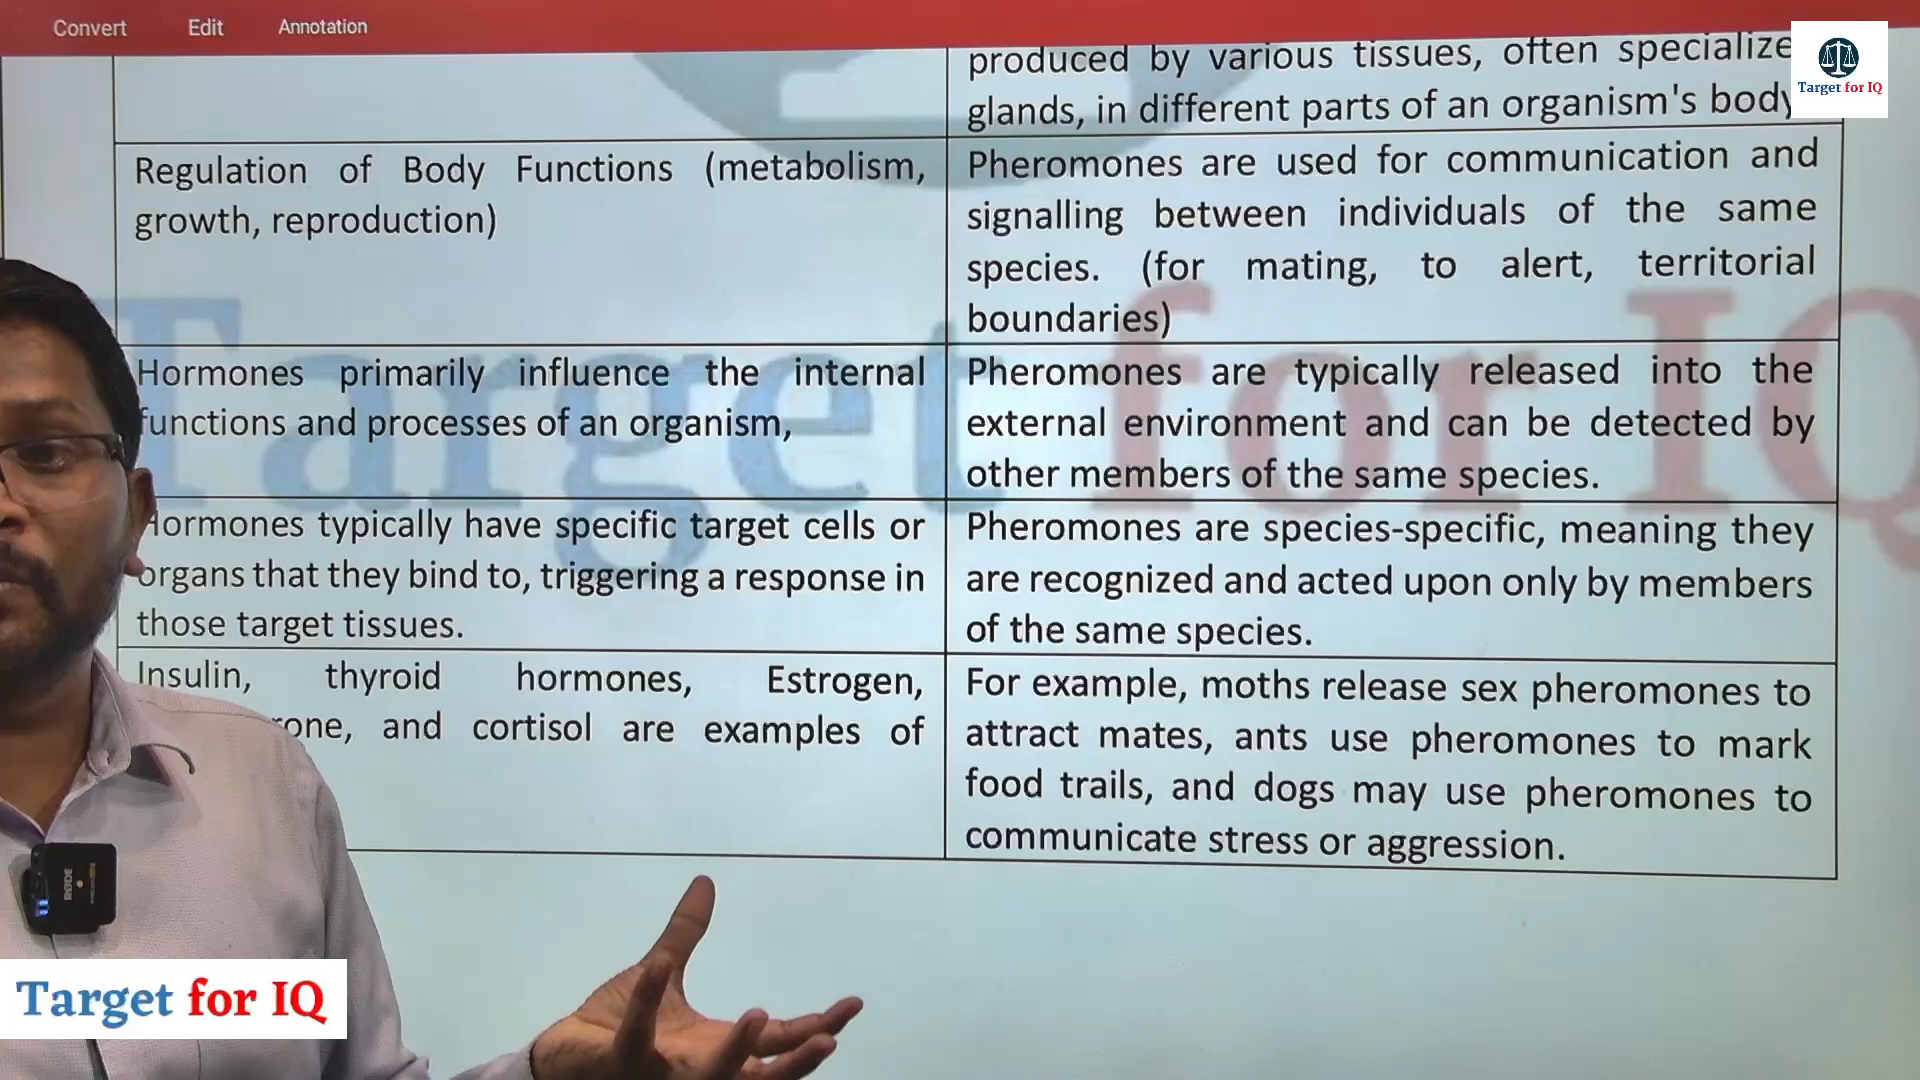 Convert Edit Annotation
produced by various tissues, often specialize
glands, in different parts of an organism's body
Target for IQ
Regulation of Body Functions (metabolism,
growth, reproduction)
Pheromones are used for communication and
signalling between individuals of the same
species. (for mating, to alert, territorial
boundaries)
Hormones primarily influence the internal
functions and processes of an organism,
Pheromones are typically released into the
external environment and can be detected by
other members of the same species.
Hormones typically have specific target cells or
organs that they bind to, triggering a response in
those target tissues.
Pheromones are species-specific, meaning they
are recognized and acted upon only by members
of the same species.
Insulin, thyroid hormones, Estrogen,
rone, and cortisol are examples of
For example, moths release sex pheromones to
attract mates, ants use pheromones to mark
food trails, and dogs may use pheromones to
communicate stress or aggression.
Target for IQ
RODE
Target for IQ